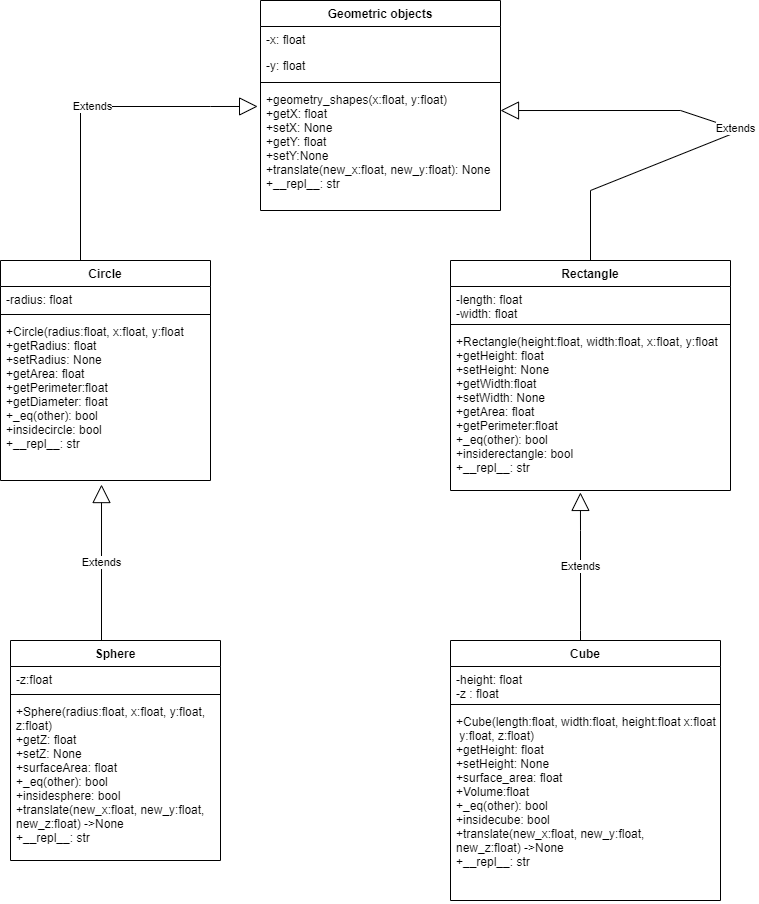 Geometric objects
-x: float
-y: float
+geometry_shapes(x:float, y:float)
+getX: float
+setX: None
+getY: float
+setY:None
+translate(new_x:float, new_y:float): None
+__repl__: str
Extends
Extends
Circle
-radius: float
+Circle(radius:float, x:float, y:float
+getRadius: float
+setRadius: None
+getArea: float
+getPerimeter:float
+getDiameter: float
+_eq(other): bool
+insidecircle: bool
+__repl__: str
Rectangle
-length: float
-width: float
+Rectangle(height:float, width:float, x:float, y:float
+getHeight: float
+setHeight: None
+getWidth:float
+setWidth: None
+getArea: float
+getPerimeter:float
+_eq(other): bool
+insiderectangle: bool
+__repl__: str
Extends
Extends
Sphere
-z:float
+Sphere(radius:float, x:float, y:float,
z:float)
+getZ: float
+setZ: None
+surfaceArea: float
+_eq(other): bool
+insidesphere: bool
+translate(new_x:float, new_y:float,
new_z:float) ->None
+__repl__: str
Cube
-height: float
-z : float
+Cube(length:float, width:float, height:float x:float
y:float, z:float)
+getHeight: float
+setHeight: None
+surface_area: float
+Volume:float
+_eq(other): bool
+insidecube: bool
+translate(new_x:float, new_y:float,
new_z:float) ->None
+__repl__: str